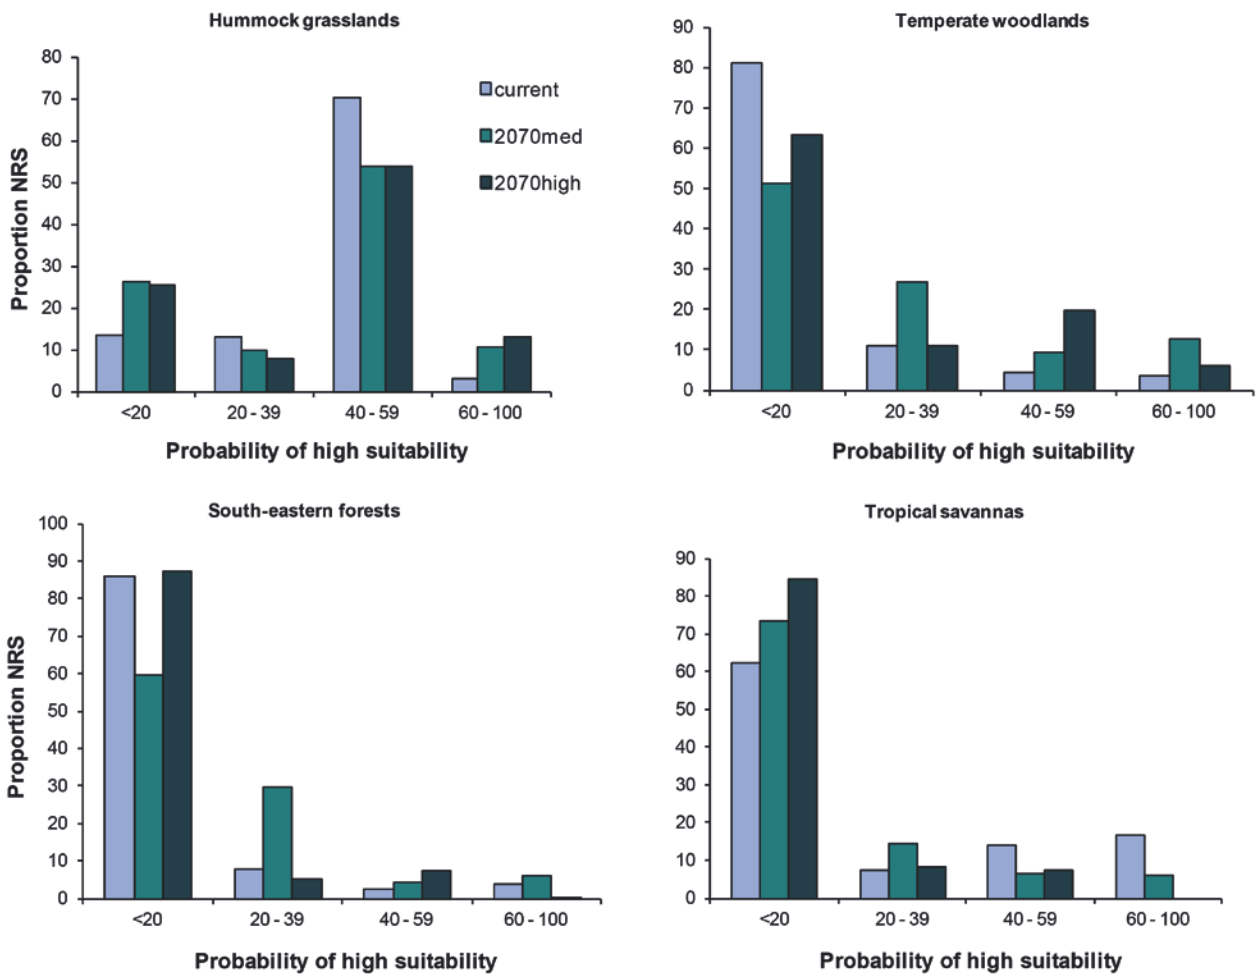 Hummock grasslands
80
70
60
50
40
30
20
10
0
Proportion NRS
current
2070med
2070high
<20
20 - 39
40 - 59
60 - 100
Probability of high suitability
Temperate woodlands
90
80
70
60
50
40
30
20
10
0
<20
20 - 39
40 - 59
60 - 100
Probability of high suitability
South-eastern forests
100
90
80
70
60
50
40
30
20
10
0
Proportion NRS
<20
20 - 39
40 - 59
60 - 100
Probability of high suitability
Tropical savannas
90
80
70
60
50
40
30
20
10
0
<20
20 - 39
40 - 59
60 - 100
Probability of high suitability